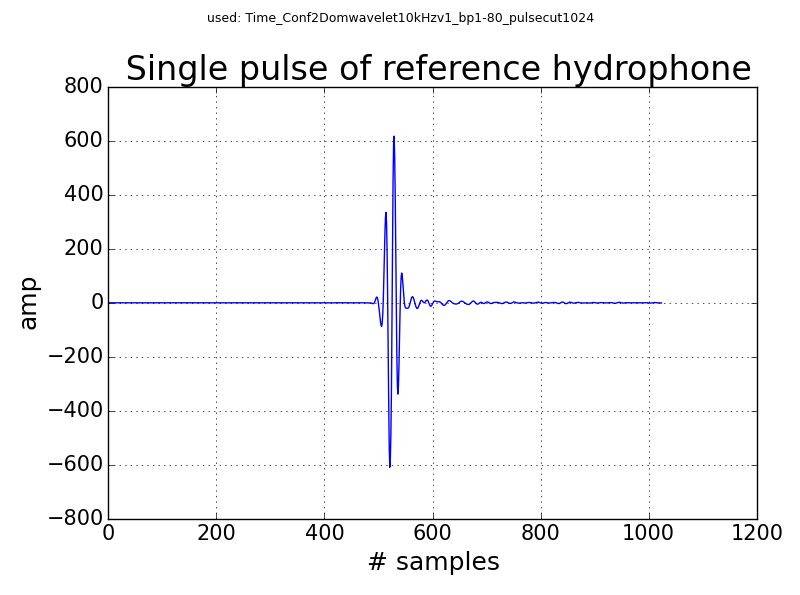 used: Time_Conf2Domwavelet10kHzv1_bp1-80_pulsecut1024
Single pulse of reference hydrophone
800
600
400
200
0
−200
−400
−600
−800
amp
0 200 400 600 800 1000 1200
# samples